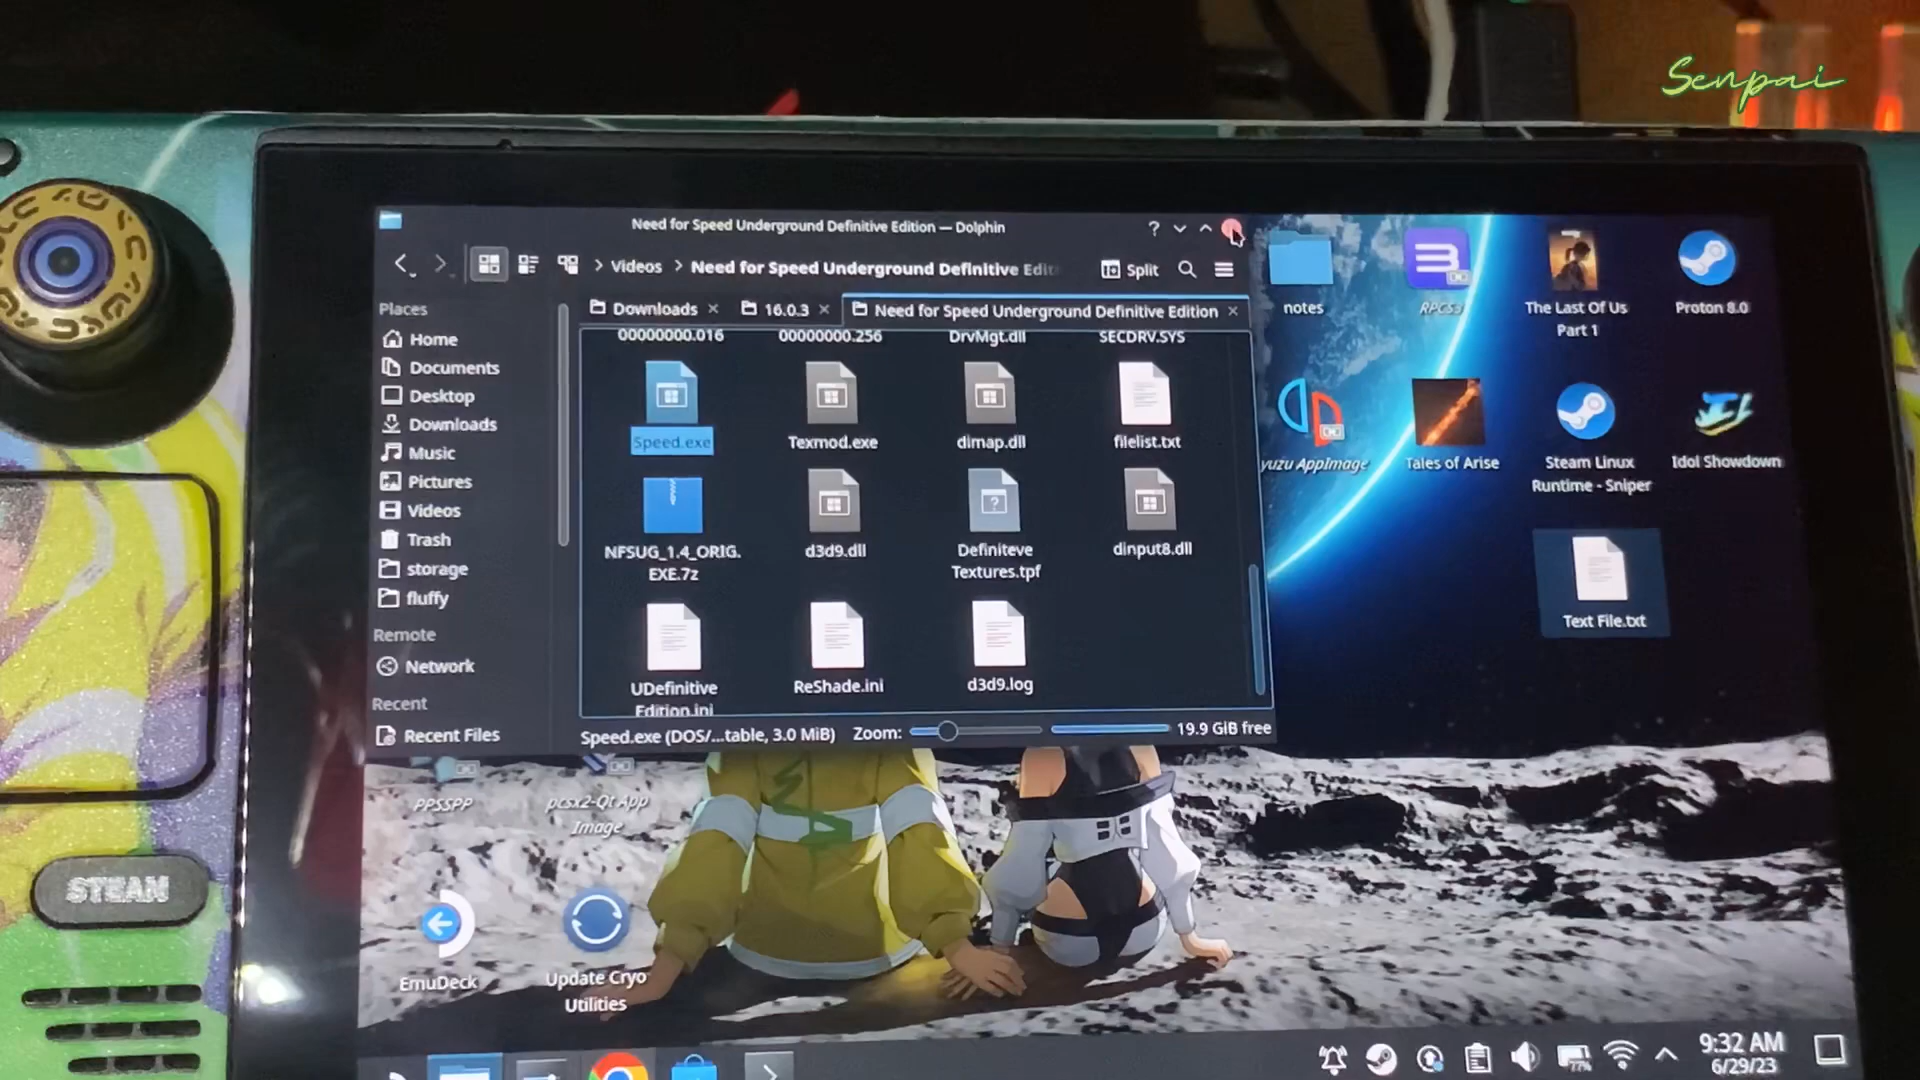 Senpai
Need for Speed Underground Definitive Edition — Dolphin
Videos
Need for Speed Underground Definitive
Split
Places
Downloads
16.0.3
Need for Speed Underground Definitive Edition
Home
Documents
Desktop
Downloads
Music
Pictures
Videos
Trash
storage
fluffy
Remote
Network
Recent
Recent Files
00000000.016
00000000.256
DrvMgt.dll
SECDRV.SYS
Speed.exe
Texmod.exe
dimap.dll
filelist.txt
NFSUG_1.4_ORIG.
EXE.7z
d3d9.dll
Definiteve
Textures.tpf
dinput8.dll
UDefinitive
Edition.ini
ReShade.ini
d3d9.log
Speed.exe (DOS/...table, 3.0 MiB)
Zoom:
19.9 GiB free
notes
RPCS3
The Last Of Us
Part 1
Proton 8.0
yuzu AppImage
Tales of Arise
Steam Linux
Runtime - Sniper
Idol Showdown
Text File.txt
PPSSPP
pcsx2-Qt App
Image
EmuDeck
Update Cryo
Utilities
STEAM
77%
9:32 AM
6/29/23